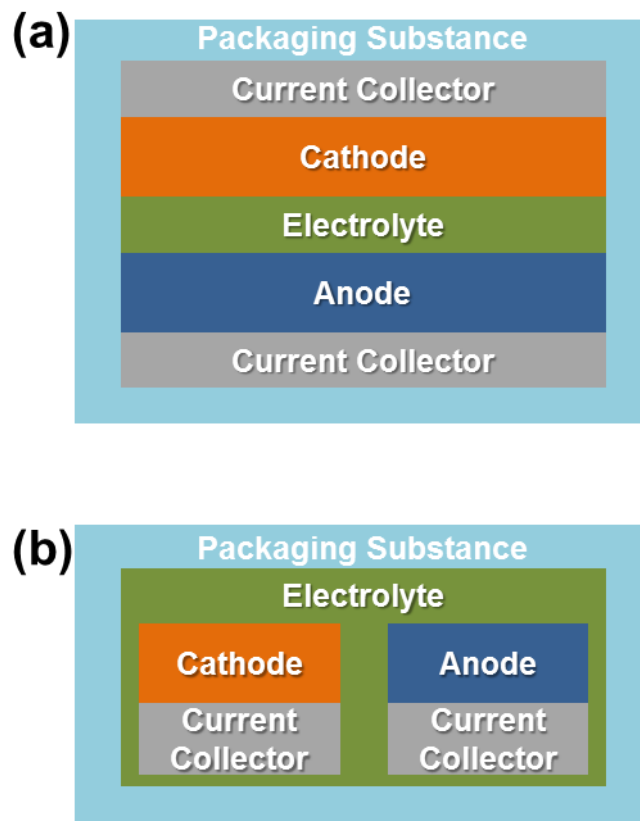 (a)
Packaging Substance
Current Collector
Cathode
Electrolyte
Anode
Current Collector
(b)
Packaging Substance
Electrolyte
Cathode
Current
Collector
Anode
Current
Collector